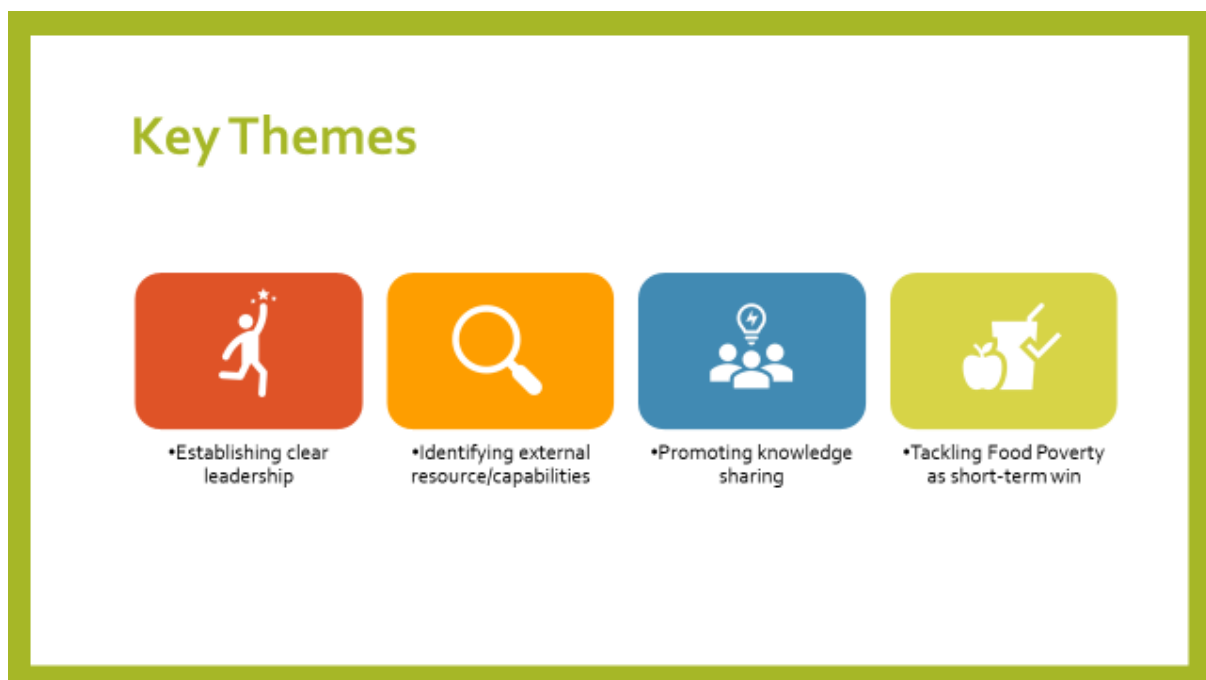 Key Themes
•Establishing clear
leadership
•Identifying external
resource/capabilities
•Promoting knowledge
sharing
•Tackling Food Poverty
as short-term win